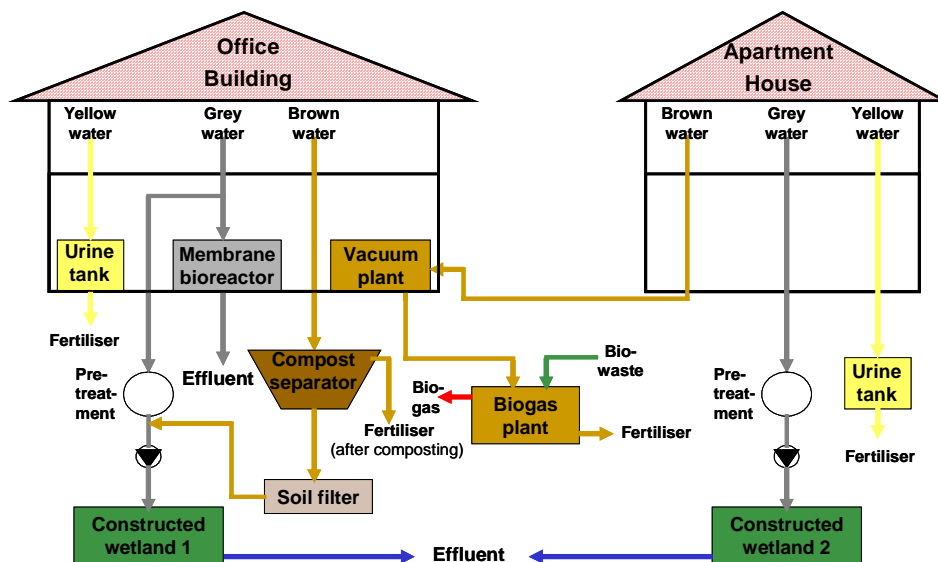 Office
Building
Apartment
House
Yellow
water
Grey
water
Brown
water
Brown
water
Grey
water
Yellow
water
Urine
tank
Membrane
bioreactor
Vacuum
plant
Fertiliser
Effluent
Compost
separator
Bio-
waste
Pre-
treat-
ment
Bio-
gas
Biogas
plant
Fertiliser
Fertiliser
(after composting)
Pre-
treat-
ment
Urine
tank
Fertiliser
Soil filter
Constructed
wetland 1
Effluent
Constructed
wetland 2